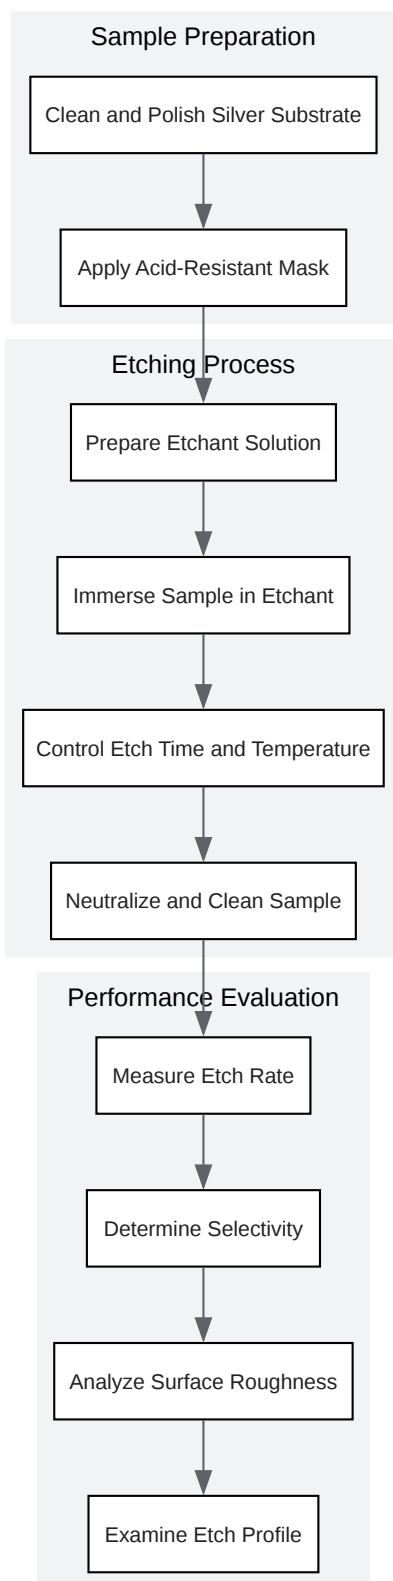 Sample Preparation
Clean and Polish Silver Substrate
Apply Acid-Resistant Mask
Etching Process
Prepare Etchant Solution
Immerse Sample in Etchant
Control Etch Time and Temperature
Neutralize and Clean Sample
Performance Evaluation
Measure Etch Rate
Determine Selectivity
Analyze Surface Roughness
Examine Etch Profile